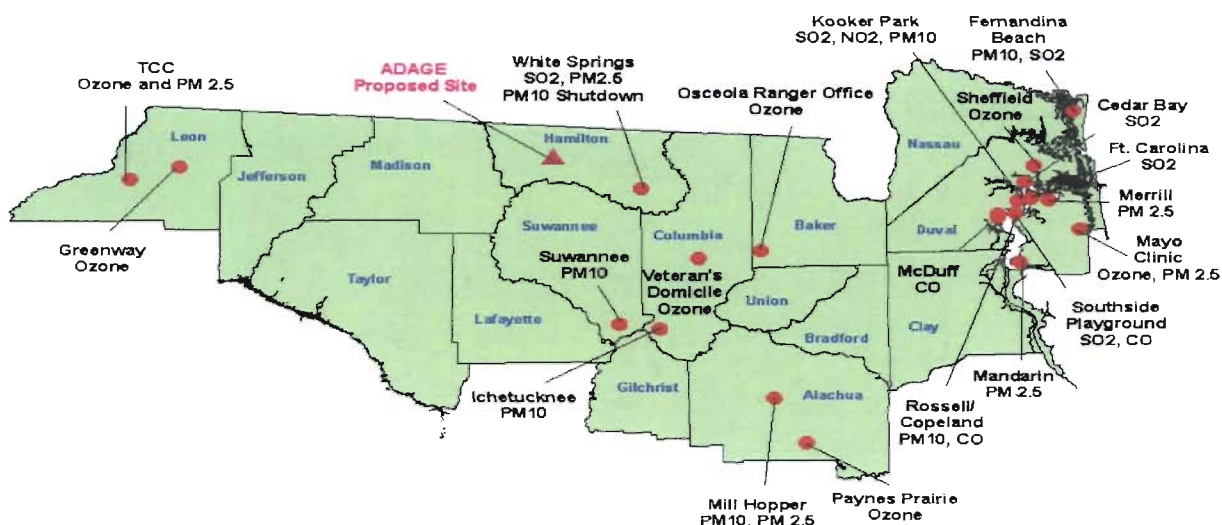 TCC
Ozone and PM 2.5
ADAGE
Proposed Site
White Springs
SO2, PM2.5
PM10 Shutdown
Osceola Ranger Office
Ozone
Kooker Park
SO2, NO2, PM10
Fernandina
Beach
PM10, SO2
Sheffield
Ozone
Cedar Bay
SO2
Ft. Carolina
SO2
Merrill
PM 2.5
Mayo
Clinic
Ozone, PM 2.5
Southside
Playground
SO2, CO
Mandarin
PM 2.5
McDuff
CO
Rossell/
Copeland
PM10, CO
Paynes Prairie
Ozone
Mill Hopper
PM10, PM 2.5
Ichetucknee
PM10
Suwannee
PM10
Veteran's
Domicile
Ozone
Greenway
Ozone
Leon
Jefferson
Madison
Hamilton
Taylor
Suwannee
Lafayette
Columbia
Baker
Union
Bradford
Gilchrist
Alachua
Nassau
Duval
Clay